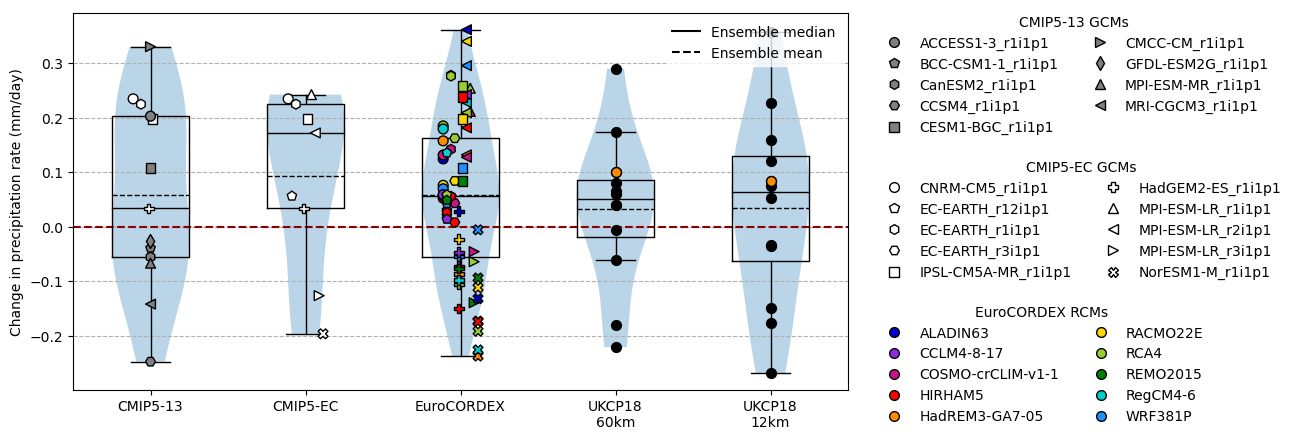 Change in precipitation rate (mm/day)
0.3
0.2
0.1
0.0
−0.1
−0.2
CMIP5-13
CMIP5-EC
EuroCORDEX
UKCP18
60km
UKCP18
12km
Ensemble median
Ensemble mean
CMIP5-13 GCMs
ACCESS1-3_r1i1p1
BCC-CSM1-1_r1i1p1
CanESM2_r1i1p1
CCSM4_r1i1p1
CESM1-BGC_r1i1p1
CMCC-CM_r1i1p1
GFDL-ESM2G_r1i1p1
MPI-ESM-MR_r1i1p1
MRI-CGCM3_r1i1p1
CMIP5-EC GCMs
CNRM-CM5_r1i1p1
EC-EARTH_r12i1p1
EC-EARTH_r1i1p1
EC-EARTH_r3i1p1
IPSL-CM5A-MR_r1i1p1
HadGEM2-ES_r1i1p1
MPI-ESM-LR_r1i1p1
MPI-ESM-LR_r2i1p1
MPI-ESM-LR_r3i1p1
NorESM1-M_r1i1p1
EuroCORDEX RCMs
ALADIN63
CCLM4-8-17
COSMO-crCLIM-v1-1
HIRHAM5
HadREM3-GA7-05
RACMO22E
RCA4
REMO2015
RegCM4-6
WRF381P